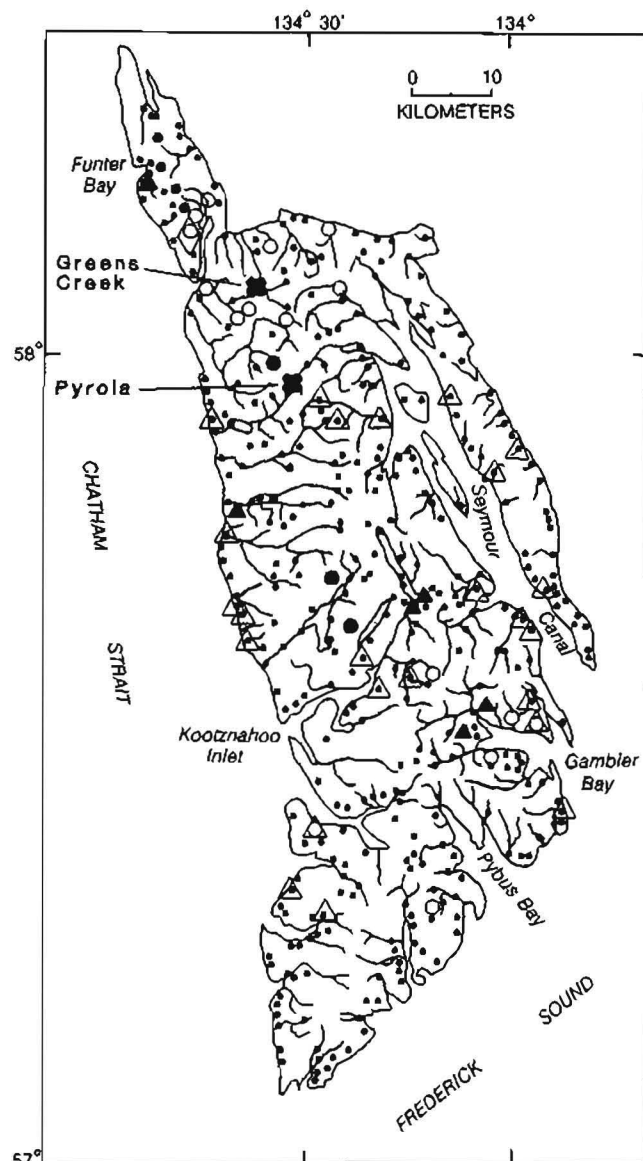 134° 30'
134°
0
10
KILOMETERS
Funter
Bay
Greens
Creek
58°
Pyrola
CHATHAM
STRAIT
Seymour
Canal
Kootznahoo
Inlet
Gambier
Bay
Pybus Bay
FREDERICK
SOUND
57°